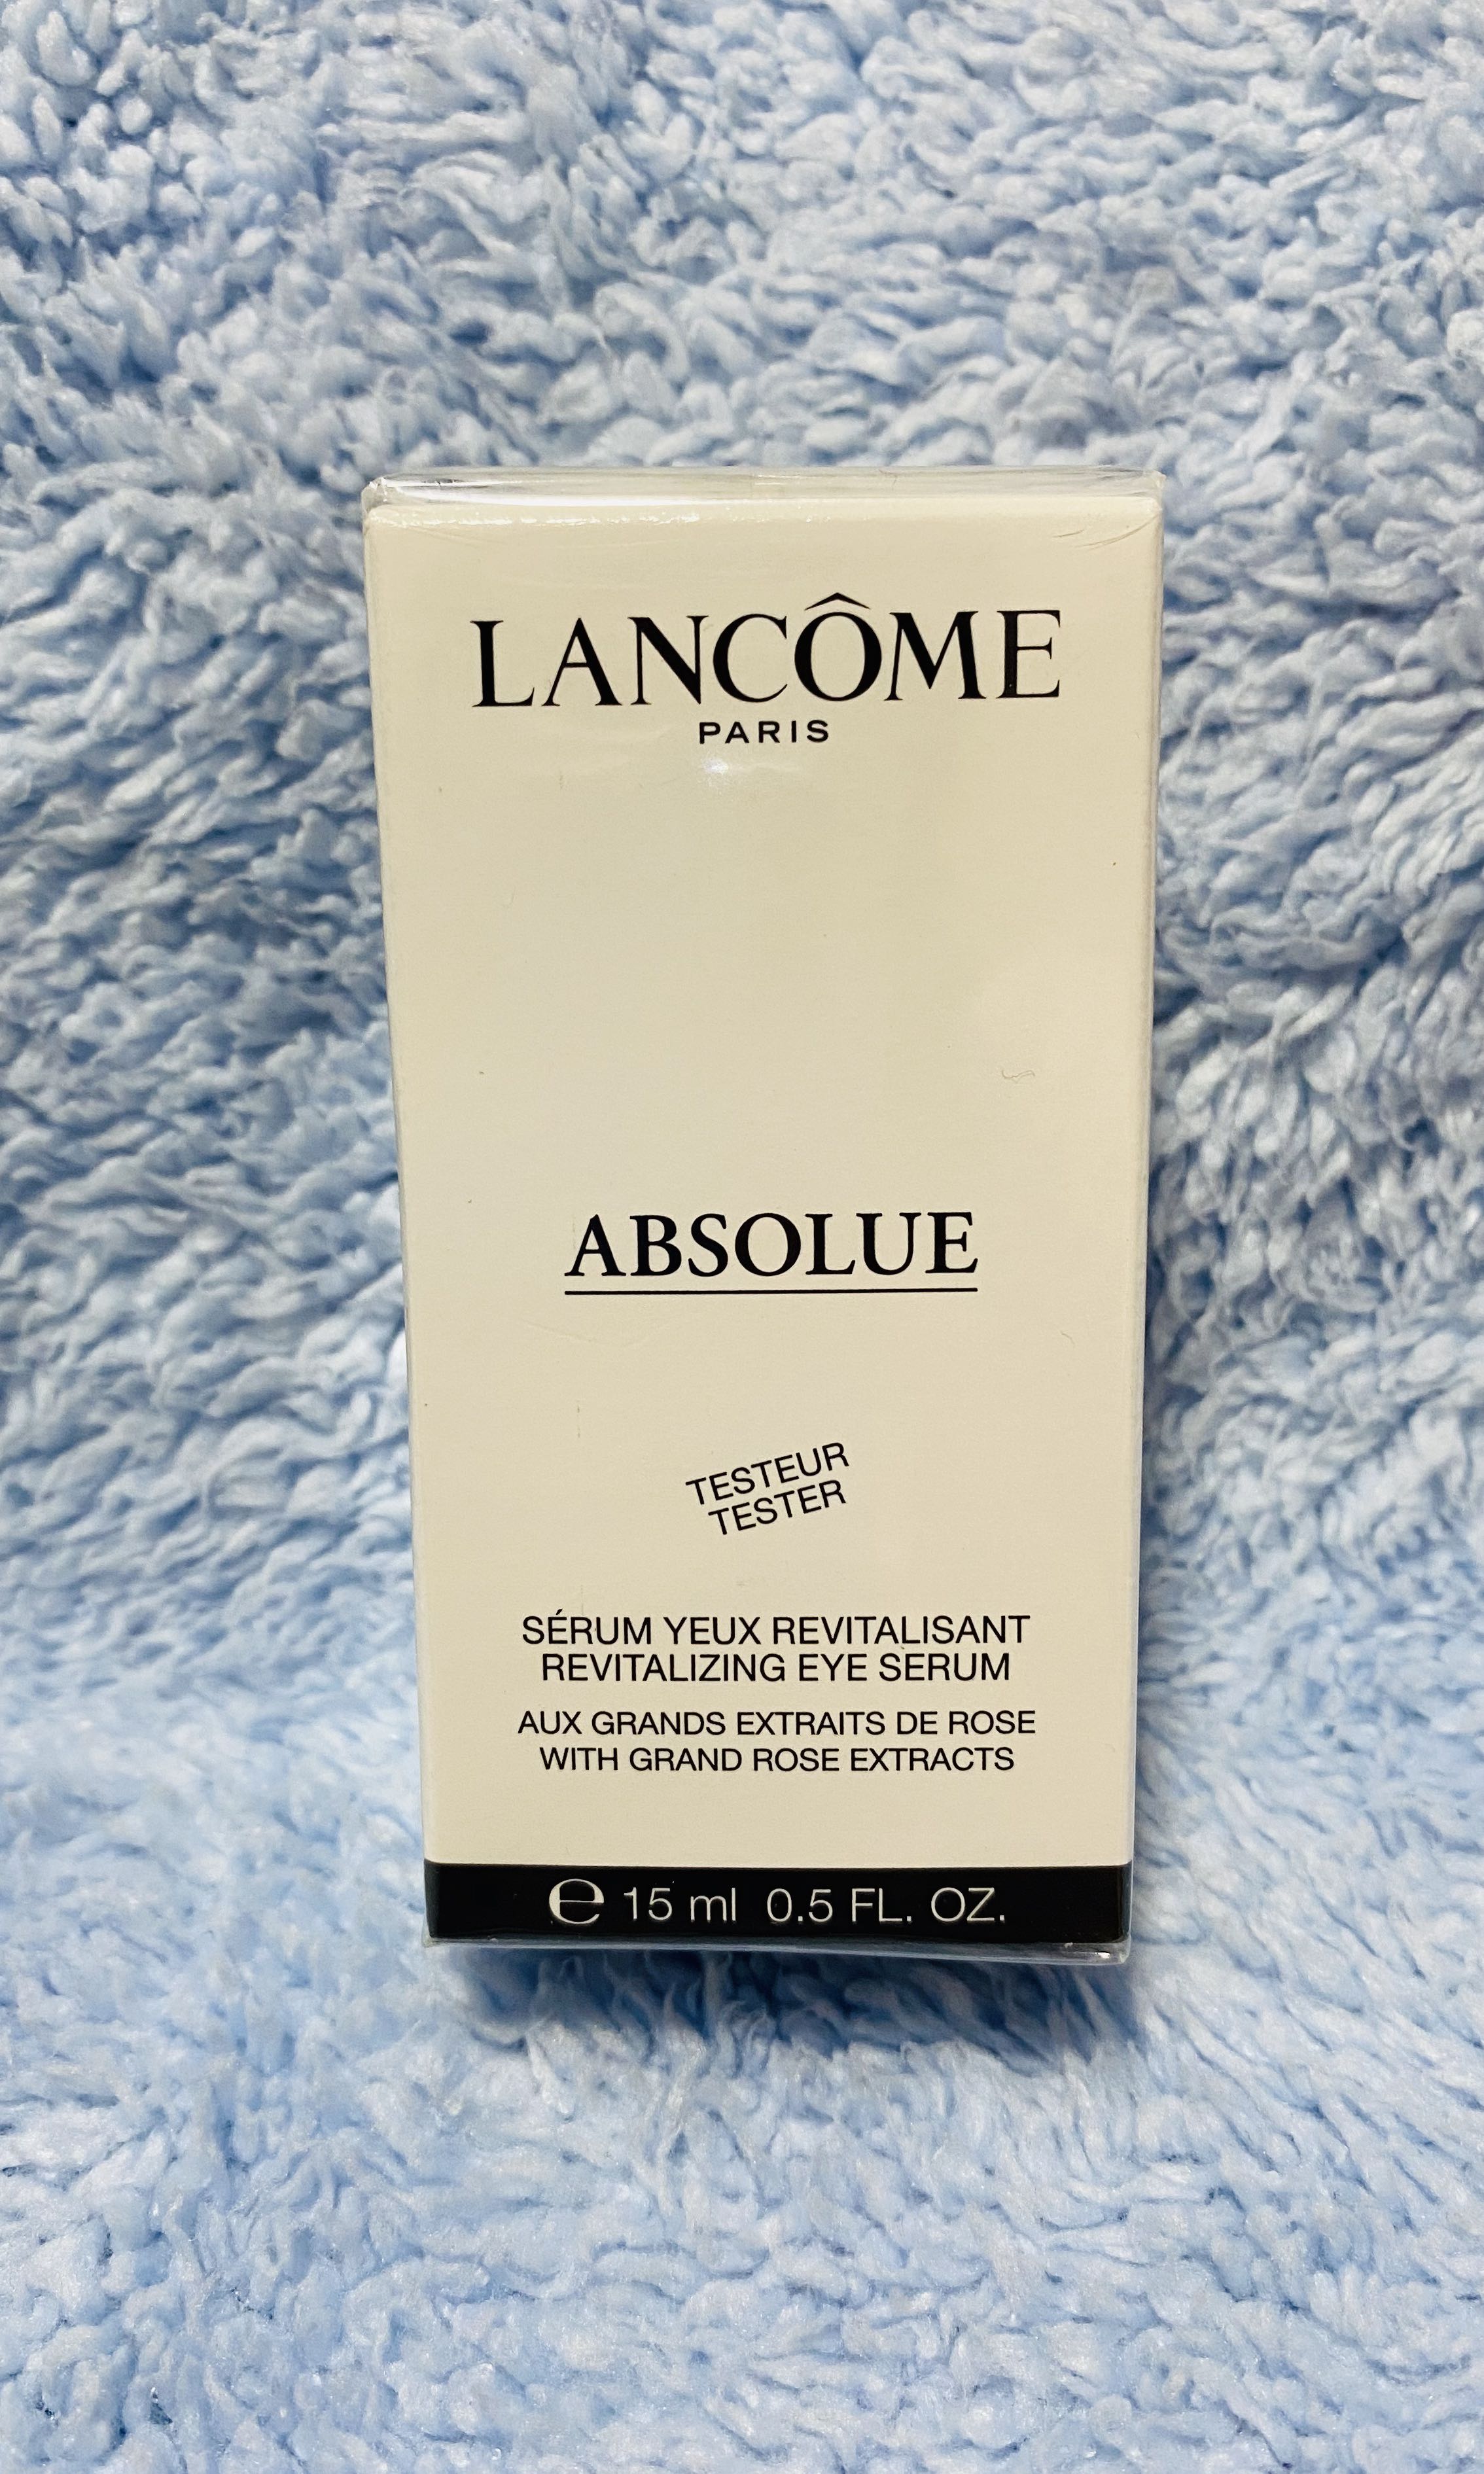 LANCÔME
PARIS
ABSOLUE
TESTEUR
TESTER
SÉRUM YEUX REVITALISANT
REVITALIZING EYE SERUM
AUX GRANDS EXTRAITS DE ROSE
WITH GRAND ROSE EXTRACTS
℮ 15 ml 0.5 FL. OZ.